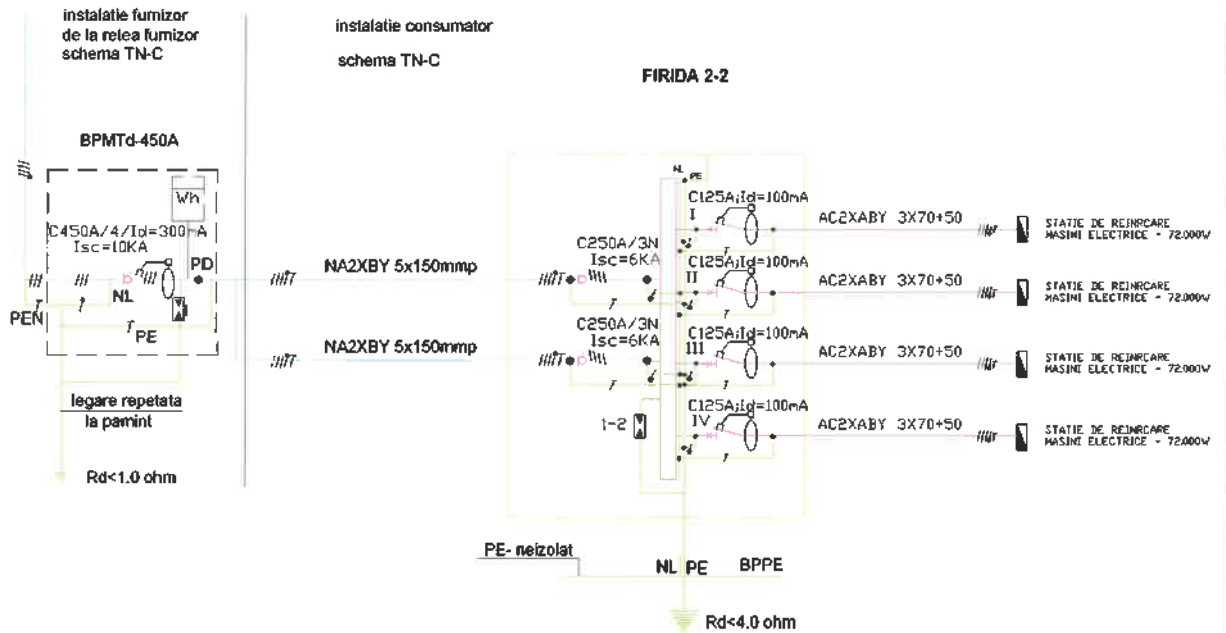 instalatie furnizor
de la retea furnizor
schema TN-C
instalatie consumator
schema TN-C
FIRIDA 2-2
BPMTd-450A
Wh
C450A/4/Id=300mA
Isc=10KA
PD
NL
PEN
PE
legare repetata
la pamint
Rd<1.0 ohm
NA2XBY 5x150mmp
NA2XBY 5x150mmp
C250A/3N
Isc=6KA
C250A/3N
Isc=6KA
1-2
NL PE
C125A;Id=100mA
I
AC2XABY 3X70+50
STATIE DE REINRCARE
MASINI ELECTRICE - 72.000W
C125A;Id=100mA
II
AC2XABY 3X70+50
STATIE DE REINRCARE
MASINI ELECTRICE - 72.000W
C125A;Id=100mA
III
AC2XABY 3X70+50
STATIE DE REINRCARE
MASINI ELECTRICE - 72.000W
C125A;Id=100mA
IV
AC2XABY 3X70+50
STATIE DE REINRCARE
MASINI ELECTRICE - 72.000W
PE- neizolat
NL PE BPPE
Rd<4.0 ohm